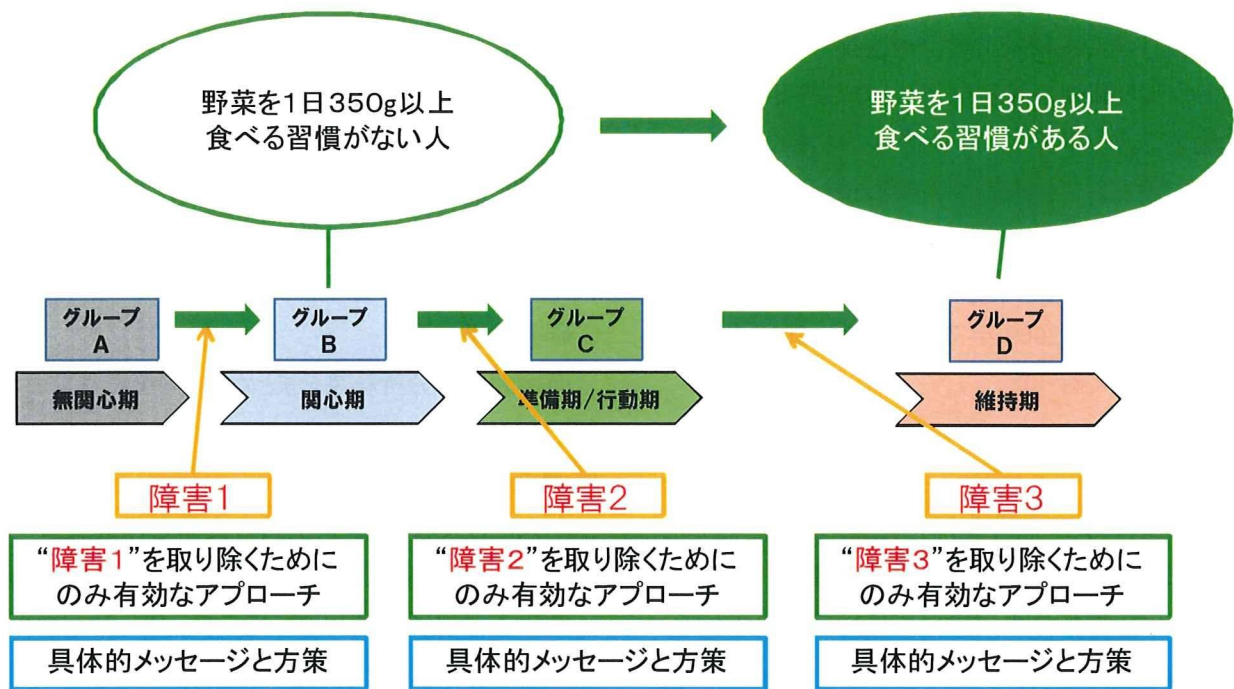 野菜を1日350g以上
食べる習慣がない人
野菜を1日350g以上
食べる習慣がある人
グループ
A
グループ
B
グループ
C
グループ
D
無関心期
関心期
準備期/行動期
維持期
障害1
障害2
障害3
“障害1”を取り除くために
のみ有効なアプローチ
“障害2”を取り除くために
のみ有効なアプローチ
“障害3”を取り除くために
のみ有効なアプローチ
具体的メッセージと方策
具体的メッセージと方策
具体的メッセージと方策